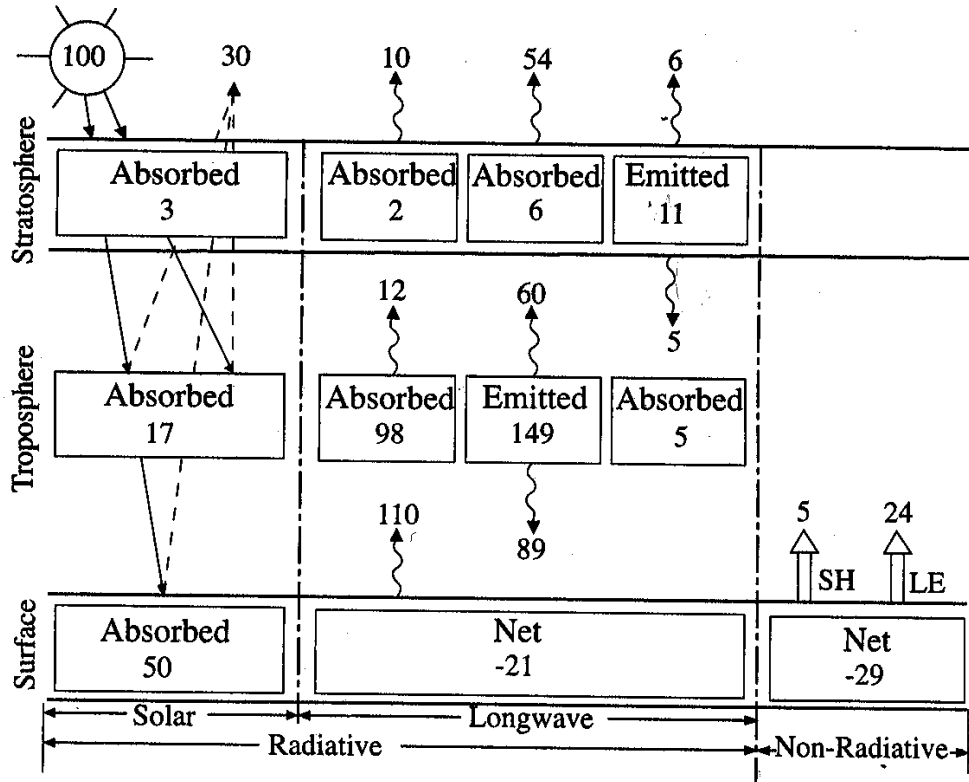 100
30
10
54
6
Stratosphere
Absorbed
3
Absorbed
2
Absorbed
6
Emitted
11
12
60
5
Troposphere
Absorbed
17
Absorbed
98
Emitted
149
Absorbed
5
110
89
5
24
SH
LE
Surface
Absorbed
50
Net
-21
Net
-29
Solar
Longwave
Radiative
Non-Radiative